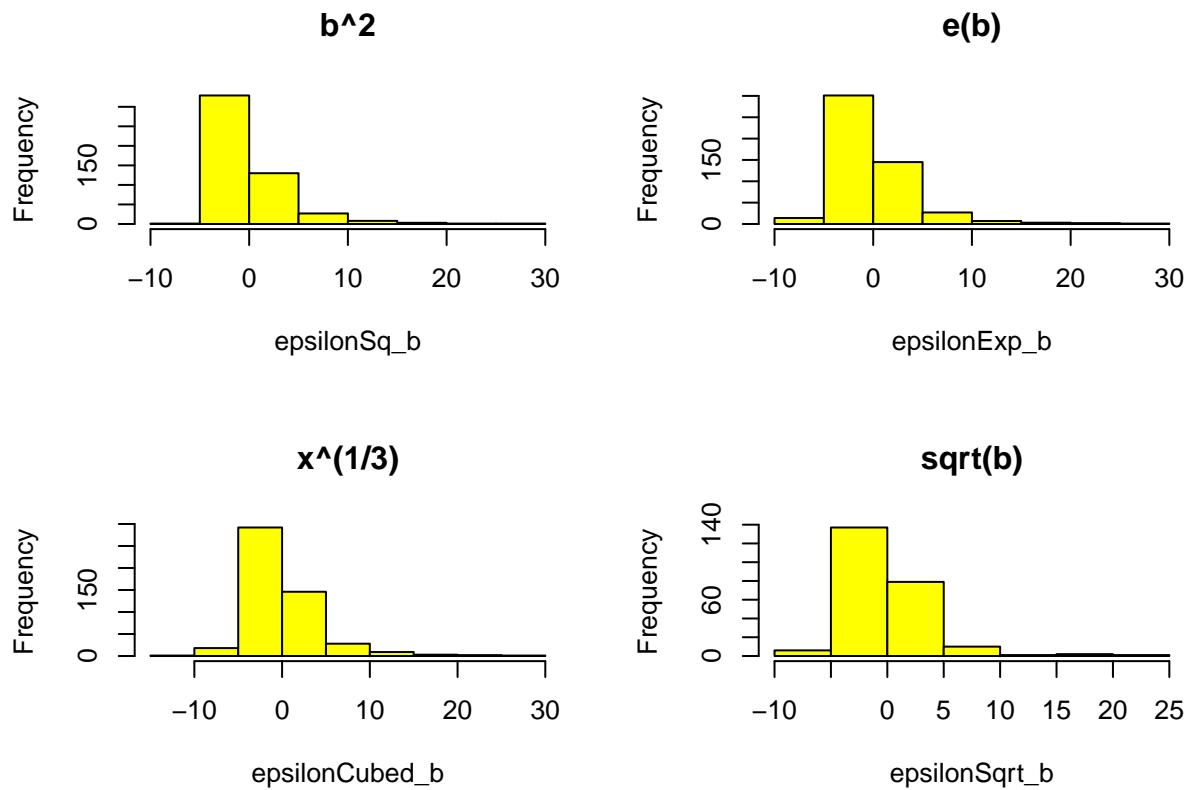 b^2
Frequency
0
150
−10
0
10
20
30
epsilonSq_b
e(b)
Frequency
0
150
−10
0
10
20
30
epsilonExp_b
x^(1/3)
Frequency
0
150
−10
0
10
20
30
epsilonCubed_b
sqrt(b)
Frequency
0
60
140
−10
0
5
10
15
20
25
epsilonSqrt_b